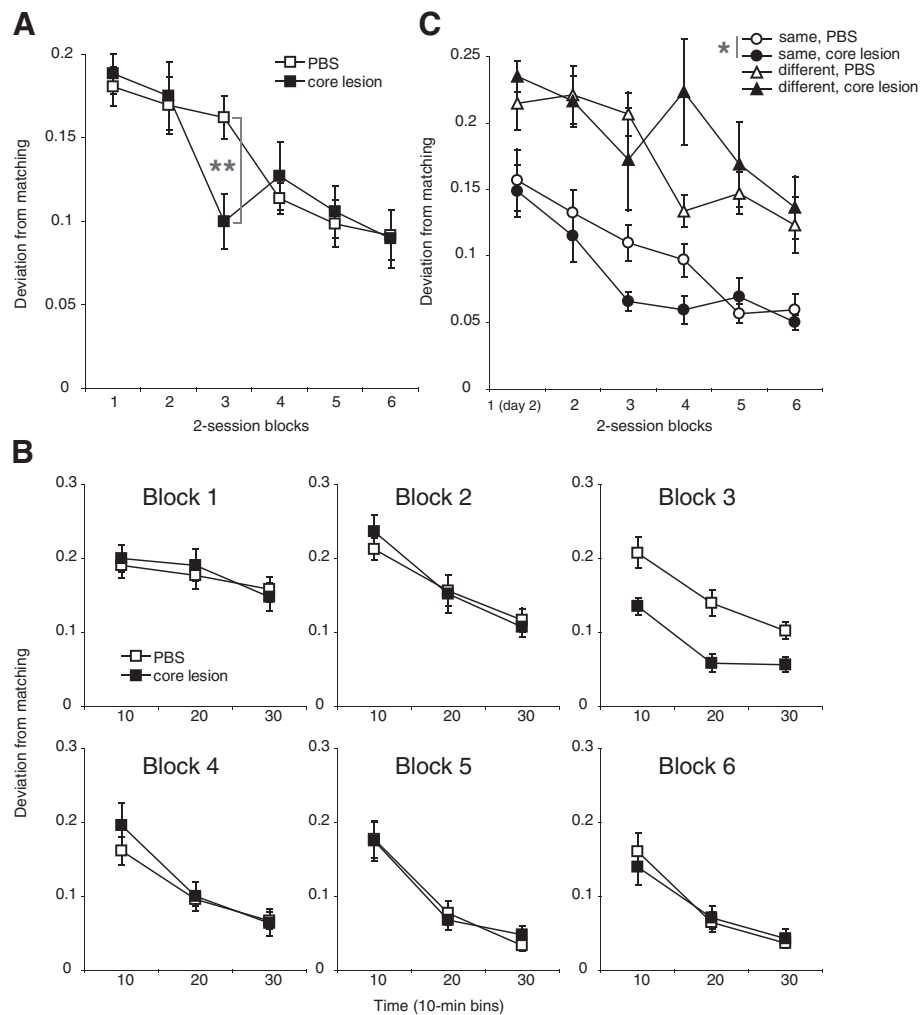 A
0.2
0.15
0.1
0.05
0
Deviation from matching
PBS
core lesion
**
1 2 3 4 5 6
2-session blocks
C
0.25
0.2
0.15
0.1
0.05
0
Deviation from matching
*
same, PBS
same, core lesion
different, PBS
different, core lesion
1 (day 2) 2 3 4 5 6
2-session blocks
B
Deviation from matching
Block 1
0.3
0.2
0.1
0
PBS
core lesion
10 20 30
Block 2
0.3
0.2
0.1
0
10 20 30
Block 3
0.3
0.2
0.1
0
10 20 30
Block 4
0.3
0.2
0.1
0
10 20 30
Block 5
0.3
0.2
0.1
0
10 20 30
Block 6
0.3
0.2
0.1
0
10 20 30
Time (10-min bins)